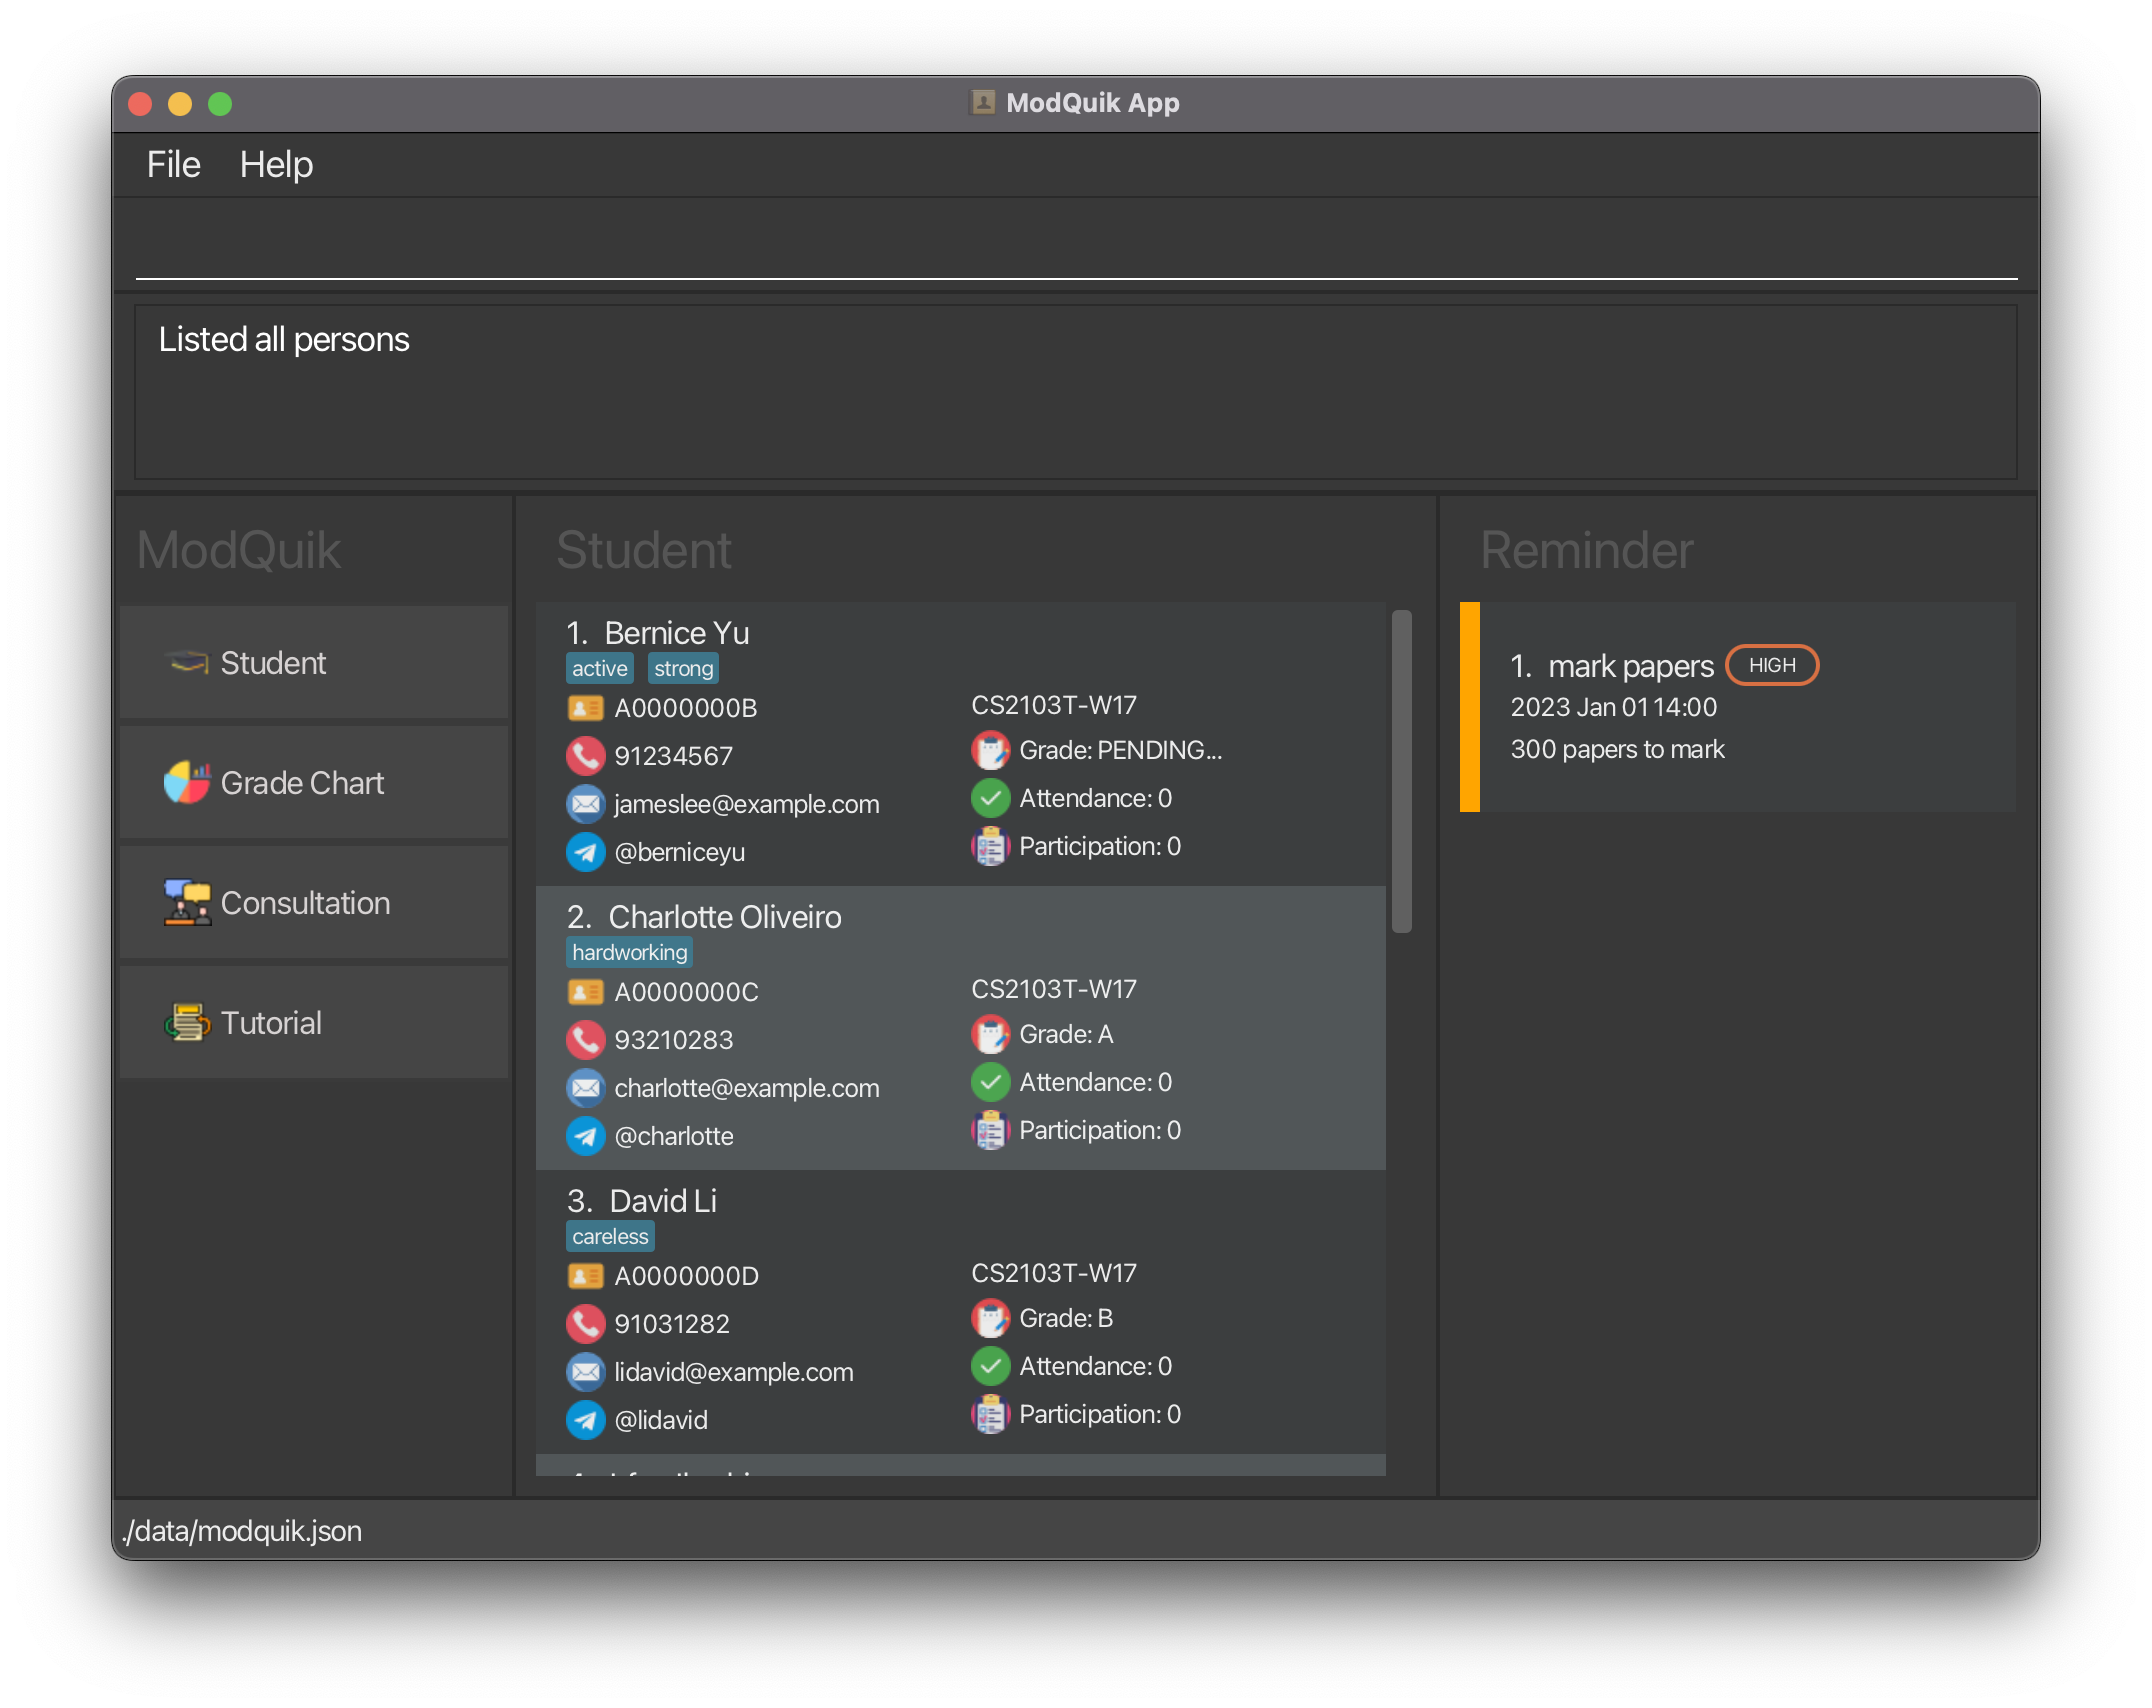 ModQuik App
File Help
Listed all persons
ModQuik
Student
Grade Chart
Consultation
Tutorial
Student
1. Bernice Yu
active strong
A0000000B
91234567
jameslee@example.com
@berniceyu
CS2103T-W17
Grade: PENDING...
Attendance: 0
Participation: 0
2. Charlotte Oliveiro
hardworking
A0000000C
93210283
charlotte@example.com
@charlotte
CS2103T-W17
Grade: A
Attendance: 0
Participation: 0
3. David Li
careless
A0000000D
91031282
lidavid@example.com
@lidavid
CS2103T-W17
Grade: B
Attendance: 0
Participation: 0
Reminder
1. mark papers HIGH
2023 Jan 01 14:00
300 papers to mark
./data/modquik.json